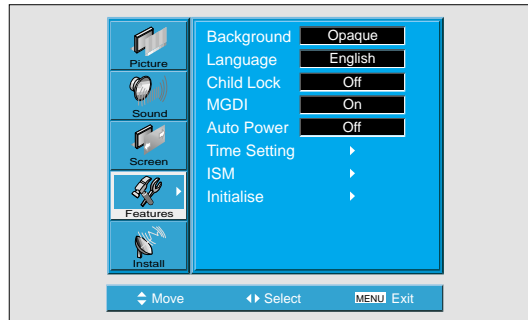 Picture
Sound
Screen
Features
Install
Background Opaque
Language English
Child Lock Off
MGDI On
Auto Power Off
Time Setting
ISM
Initialise
Move Select MENU Exit